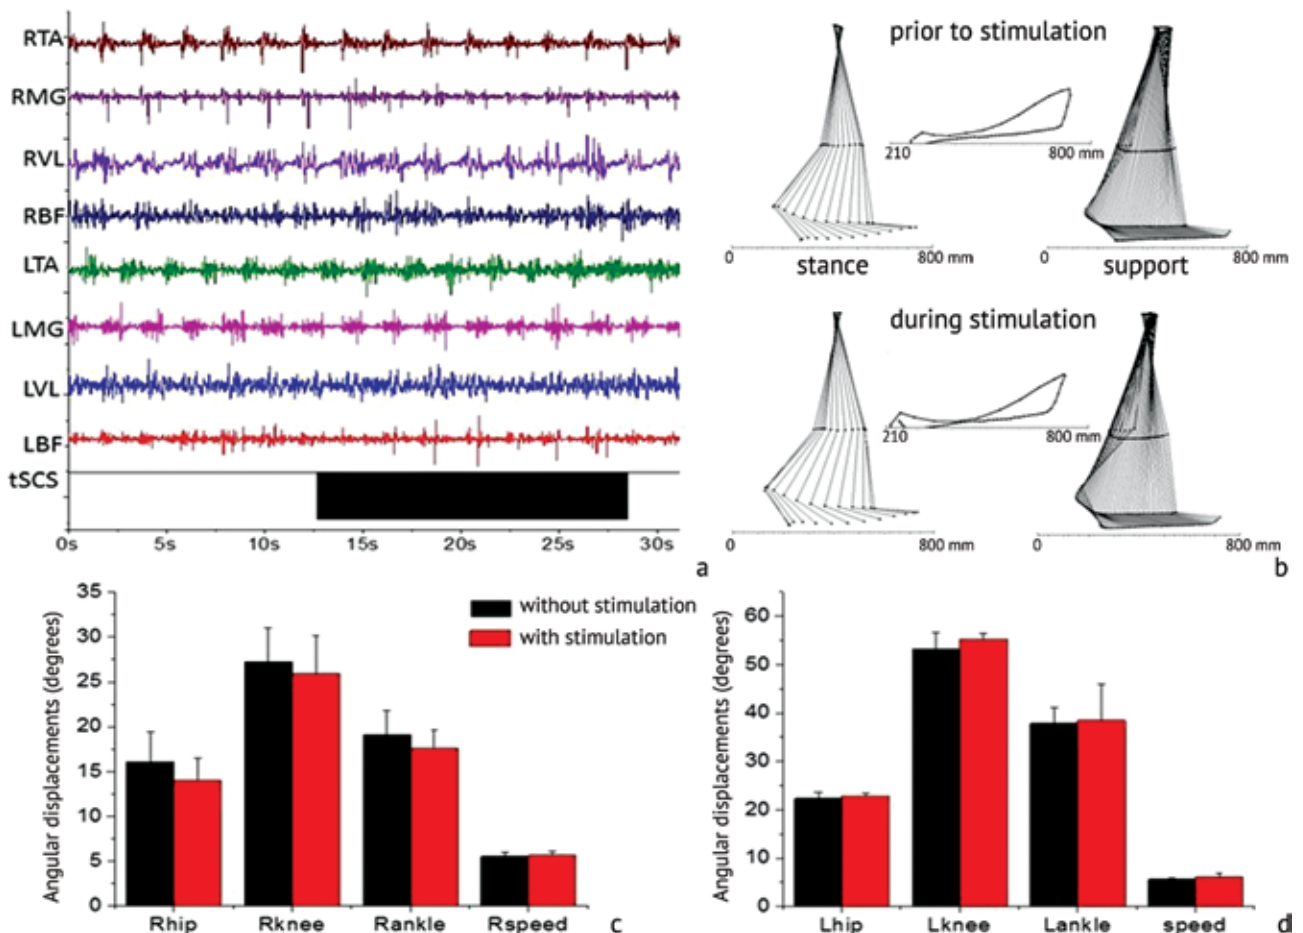 RTA
RMG
RVL
RBF
LTA
LMG
LVL
LBF
tSCS
0s 5s 10s 15s 20s 25s 30s
a
prior to stimulation
210 800 mm
0 800 mm
stance
0 800 mm
support
during stimulation
210 800 mm
0 800 mm
0 800 mm
b
Angular displacements (degrees)
35
30
25
20
15
10
5
0
without stimulation
with stimulation
Rhip Rknee Rankle Rspeed
c
Angular displacements (degrees)
60
50
40
30
20
10
0
Lhip Lknee Lankle speed
d